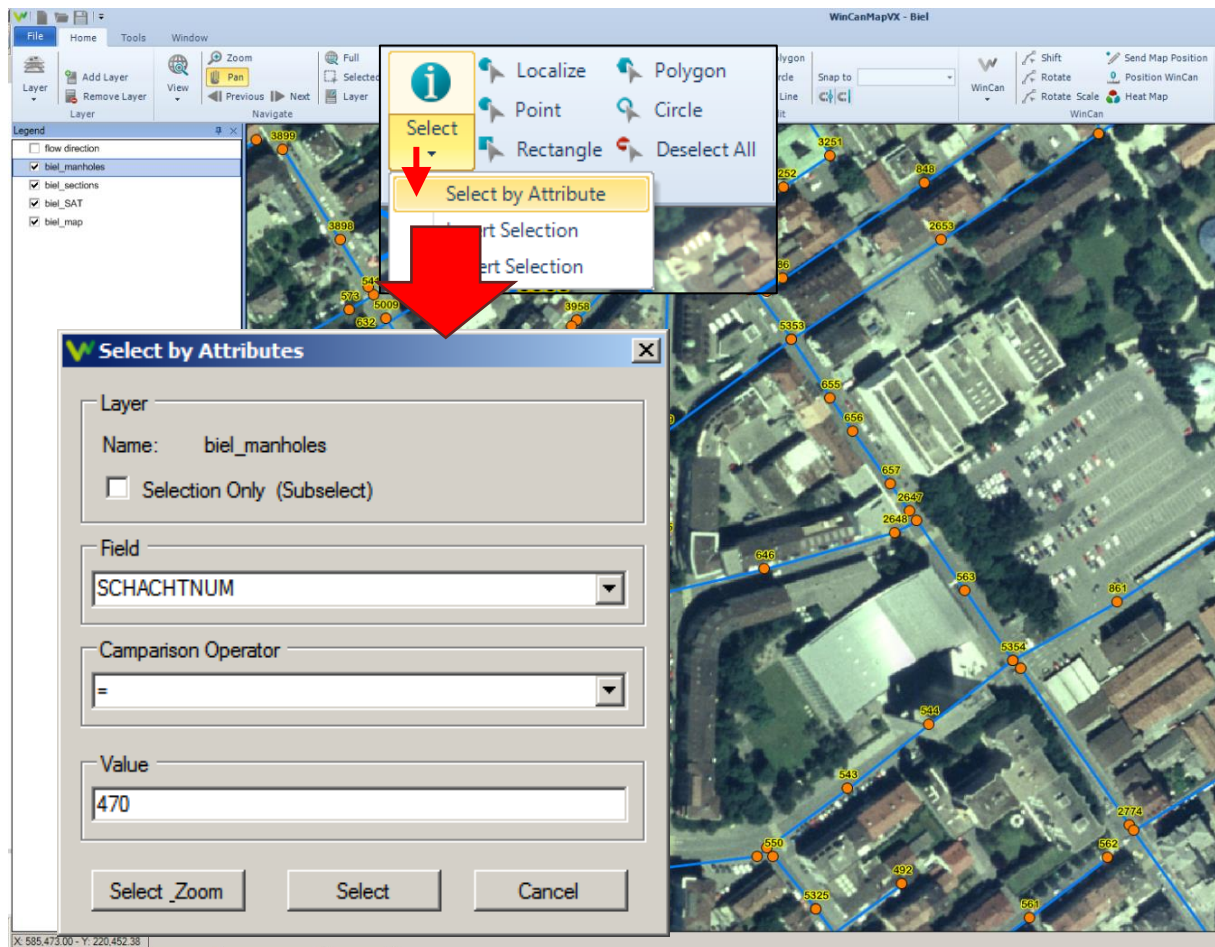 WinCanMapVX - Biel
File Home Tools Window
Layer
Add Layer
Remove Layer
Layer
View
Zoom
Pan
Previous Next
Full
Selected
Layer
Navigate
Select
Localize
Point
Rectangle
Polygon
Circle
Deselect All
Select by Attribute
ert Selection
ert Selection
lygon
rcle
Line
Snap to
WinCan
Shift
Rotate
Rotate Scale
Send Map Position
Position WinCan
Heat Map
WinCan
Legend
flow direction
biel_manholes
biel_sections
biel_SAT
biel_map
3899
3898
573
5009
632
3958
3251
252
848
2653
5353
655
656
657
2647
2648
646
563
861
5354
544
543
550
492
5325
2774
562
561
Select by Attributes
Layer
Name: biel_manholes
Selection Only (Subselect)
Field
SCHACHTNUM
Camparison Operator
=
Value
470
Select _Zoom
Select
Cancel
X: 585,473.00 - Y: 220,452.38